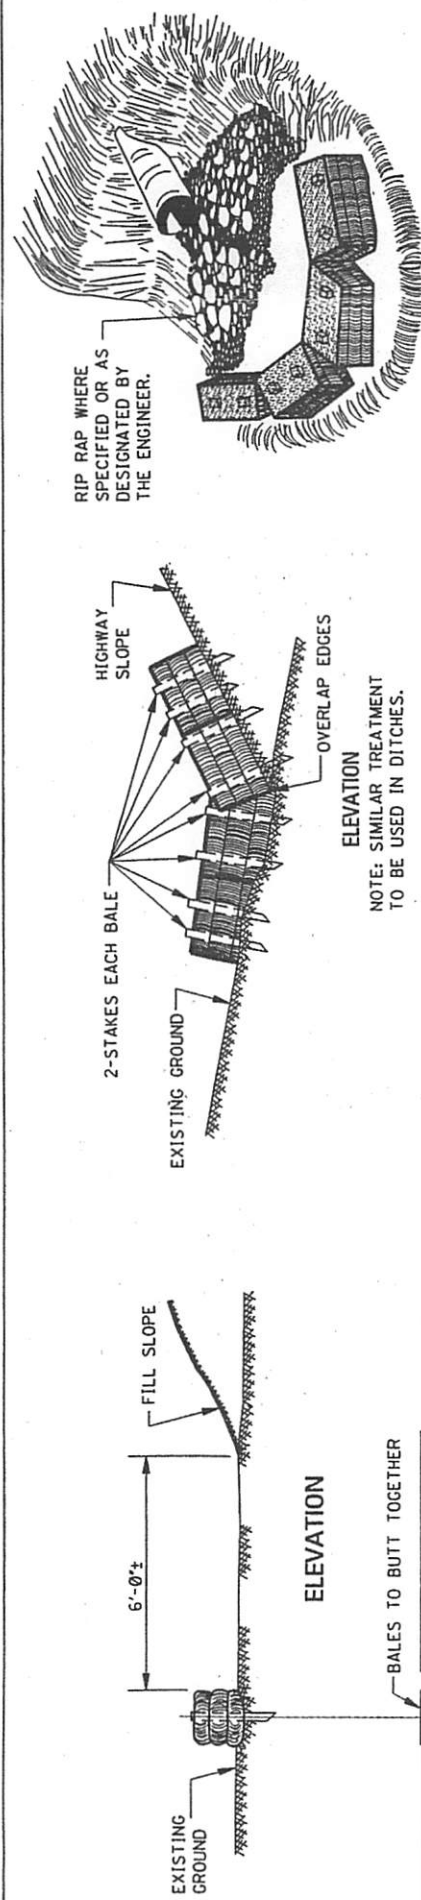 EXISTING
GROUND
6'-0"±
FILL SLOPE
ELEVATION
BALES TO BUTT TOGETHER
EXISTING GROUND
2-STAKES EACH BALE
HIGHWAY
SLOPE
OVERLAP EDGES
ELEVATION
NOTE: SIMILAR TREATMENT
TO BE USED IN DITCHES.
RIP RAP WHERE
SPECIFIED OR AS
DESIGNATED BY
THE ENGINEER.